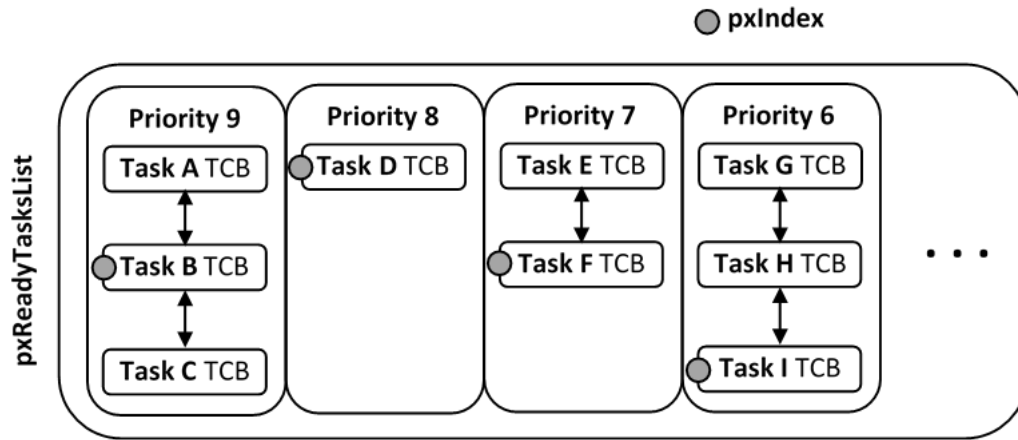 pxIndex
pxReadyTasksList
Priority 9
Task A TCB
Task B TCB
Task C TCB
Priority 8
Task D TCB
Priority 7
Task E TCB
Task F TCB
Priority 6
Task G TCB
Task H TCB
Task I TCB
. . .